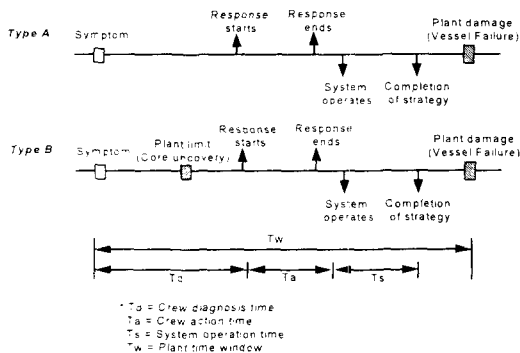 Type A
Symptom
Response
starts
Response
ends
Plant damage
(Vessel Failure)
System
operates
Completion
of strategy
Type B
Symptom
Plant limit
(Core uncovery)
Response
starts
Response
ends
Plant damage
(Vessel Failure)
System
operates
Completion
of strategy
Tw
Td
Ta
Ts
* Td = Crew diagnosis time
Ta = Crew action time
Ts = System operation time
Tw = Plant time window